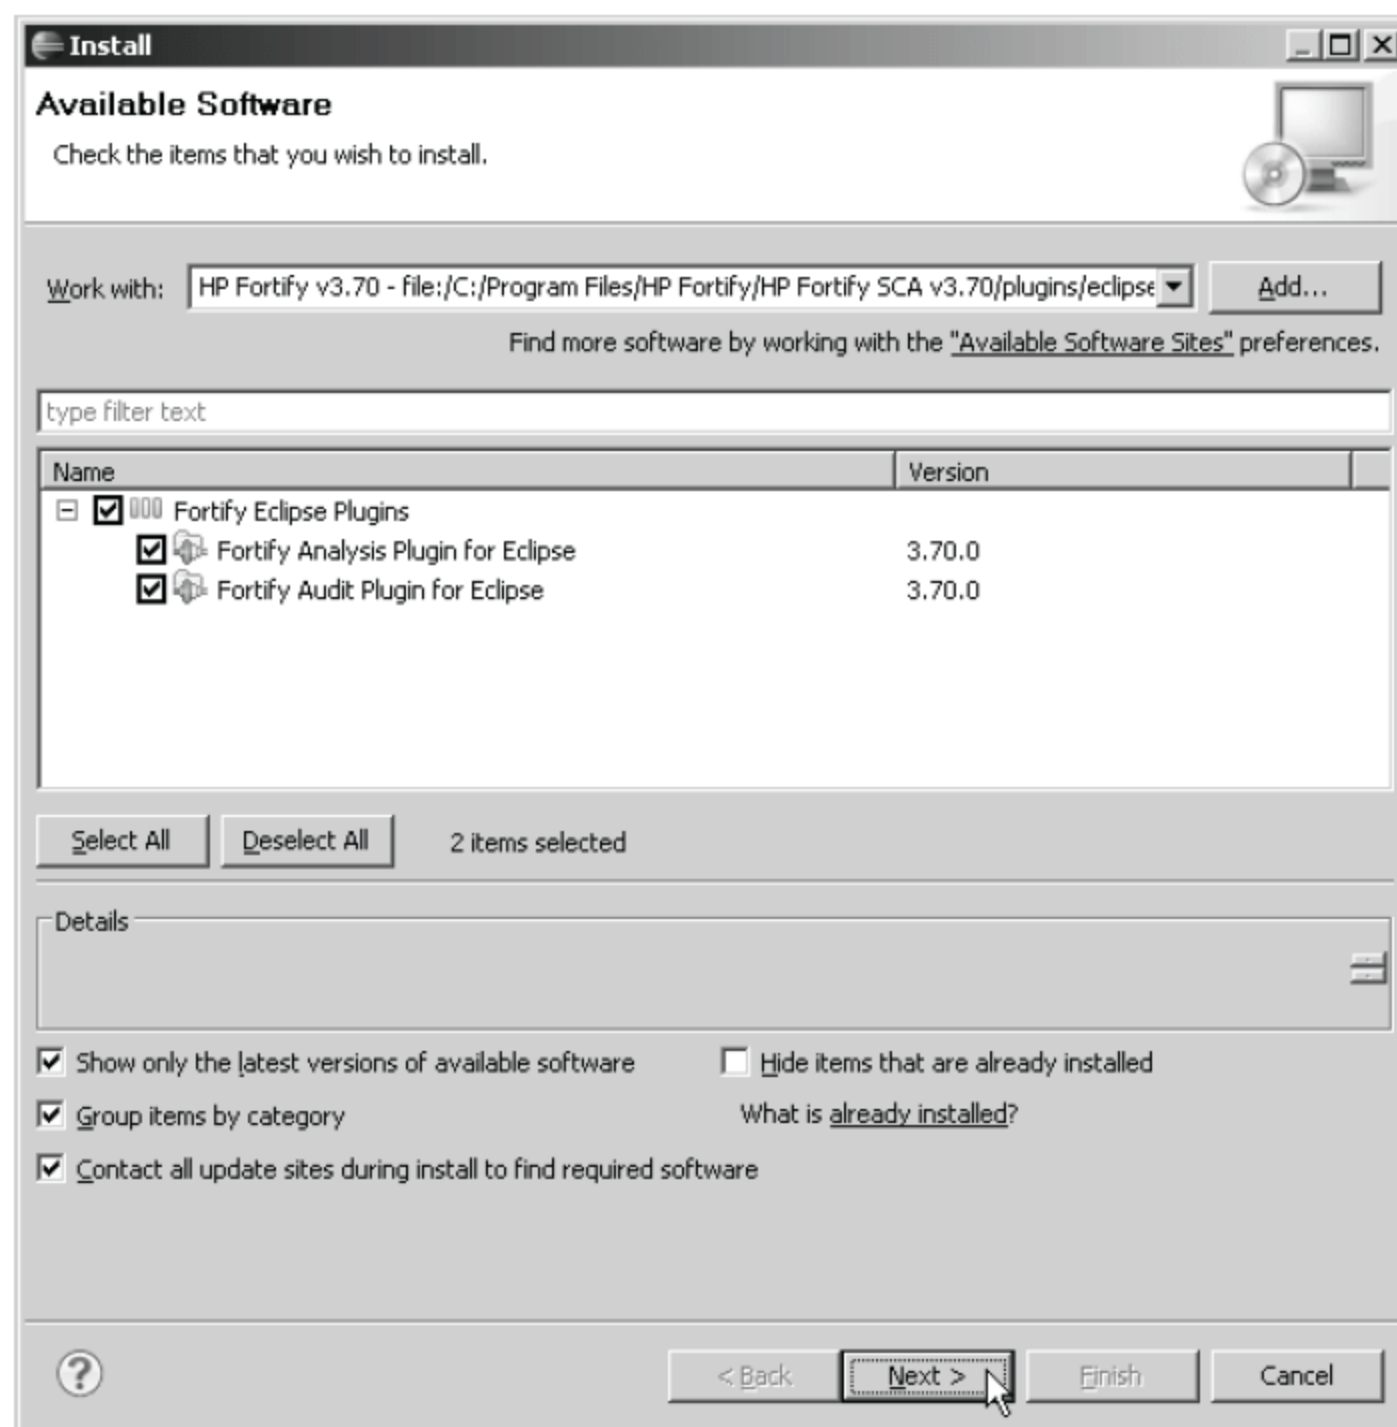 Install
Available Software
Check the items that you wish to install.
Work with: HP Fortify v3.70 - file:/C:/Program Files/HP Fortify/HP Fortify SCA v3.70/plugins/eclipse Add...
Find more software by working with the "Available Software Sites" preferences.
type filter text
Name Version
Fortify Eclipse Plugins
Fortify Analysis Plugin for Eclipse 3.70.0
Fortify Audit Plugin for Eclipse 3.70.0
Select All Deselect All 2 items selected
Details
Show only the latest versions of available software Hide items that are already installed
Group items by category What is already installed?
Contact all update sites during install to find required software
? < Back Next > Finish Cancel